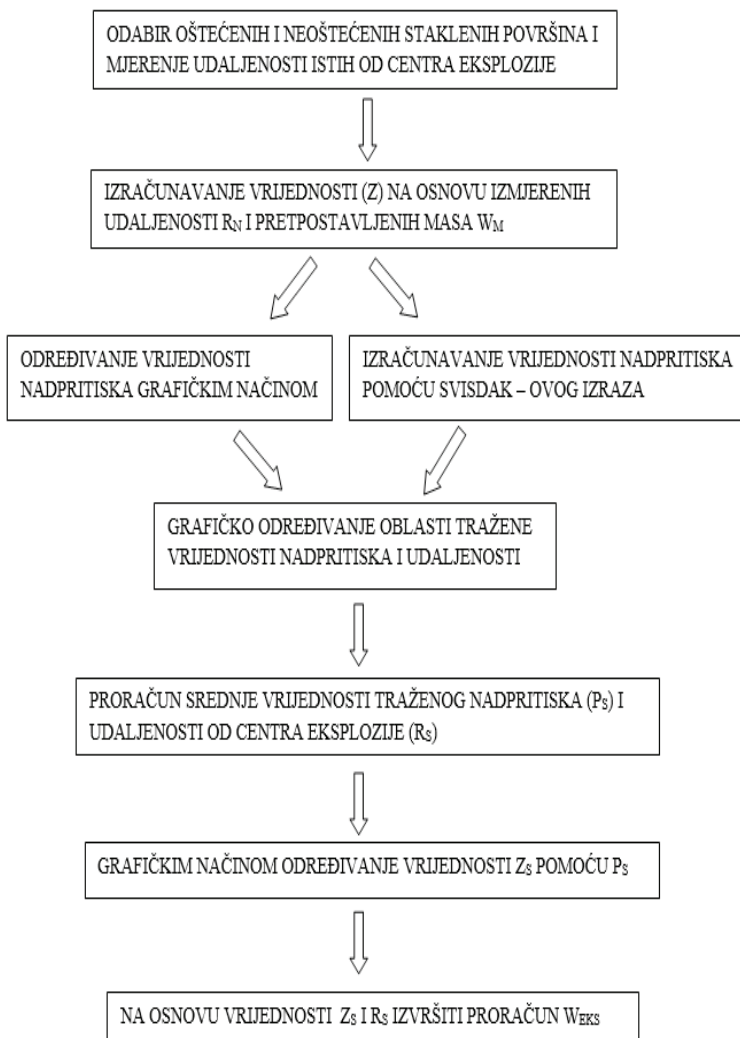 ODABIR OŠTEĆENIH I NEOŠTEĆENIH STAKLENIH POVRŠINA I
MJERENJE UDALJENOSTI ISTIH OD CENTRA EKSPLOZIJE
IZRAČUNAVANJE VRIJEDNOSTI (Z) NA OSNOVU IZMJERENIH
UDALJENOSTI RN I PRETPOSTAVLJENIH MASA WM
ODREĐIVANJE VRIJEDNOSTI
NADPRITISKA GRAFIČKIM NAČINOM
IZRAČUNAVANJE VRIJEDNOSTI NADPRITISKA
POMOĆU SVISDAK – OVOG IZRAZA
GRAFIČKO ODREĐIVANJE OBLASTI TRAŽENE
VRIJEDNOSTI NADPRITISKA I UDALJENOSTI
PRORAČUN SREDNJE VRIJEDNOSTI TRAŽENOG NADPRITISKA (PS) I
UDALJENOSTI OD CENTRA EKSPLOZIJE (RS)
GRAFIČKIM NAČINOM ODREĐIVANJE VRIJEDNOSTI ZS POMOĆU PS
NA OSNOVU VRIJEDNOSTI ZS I RS IZVRŠITI PRORAČUN WEKS